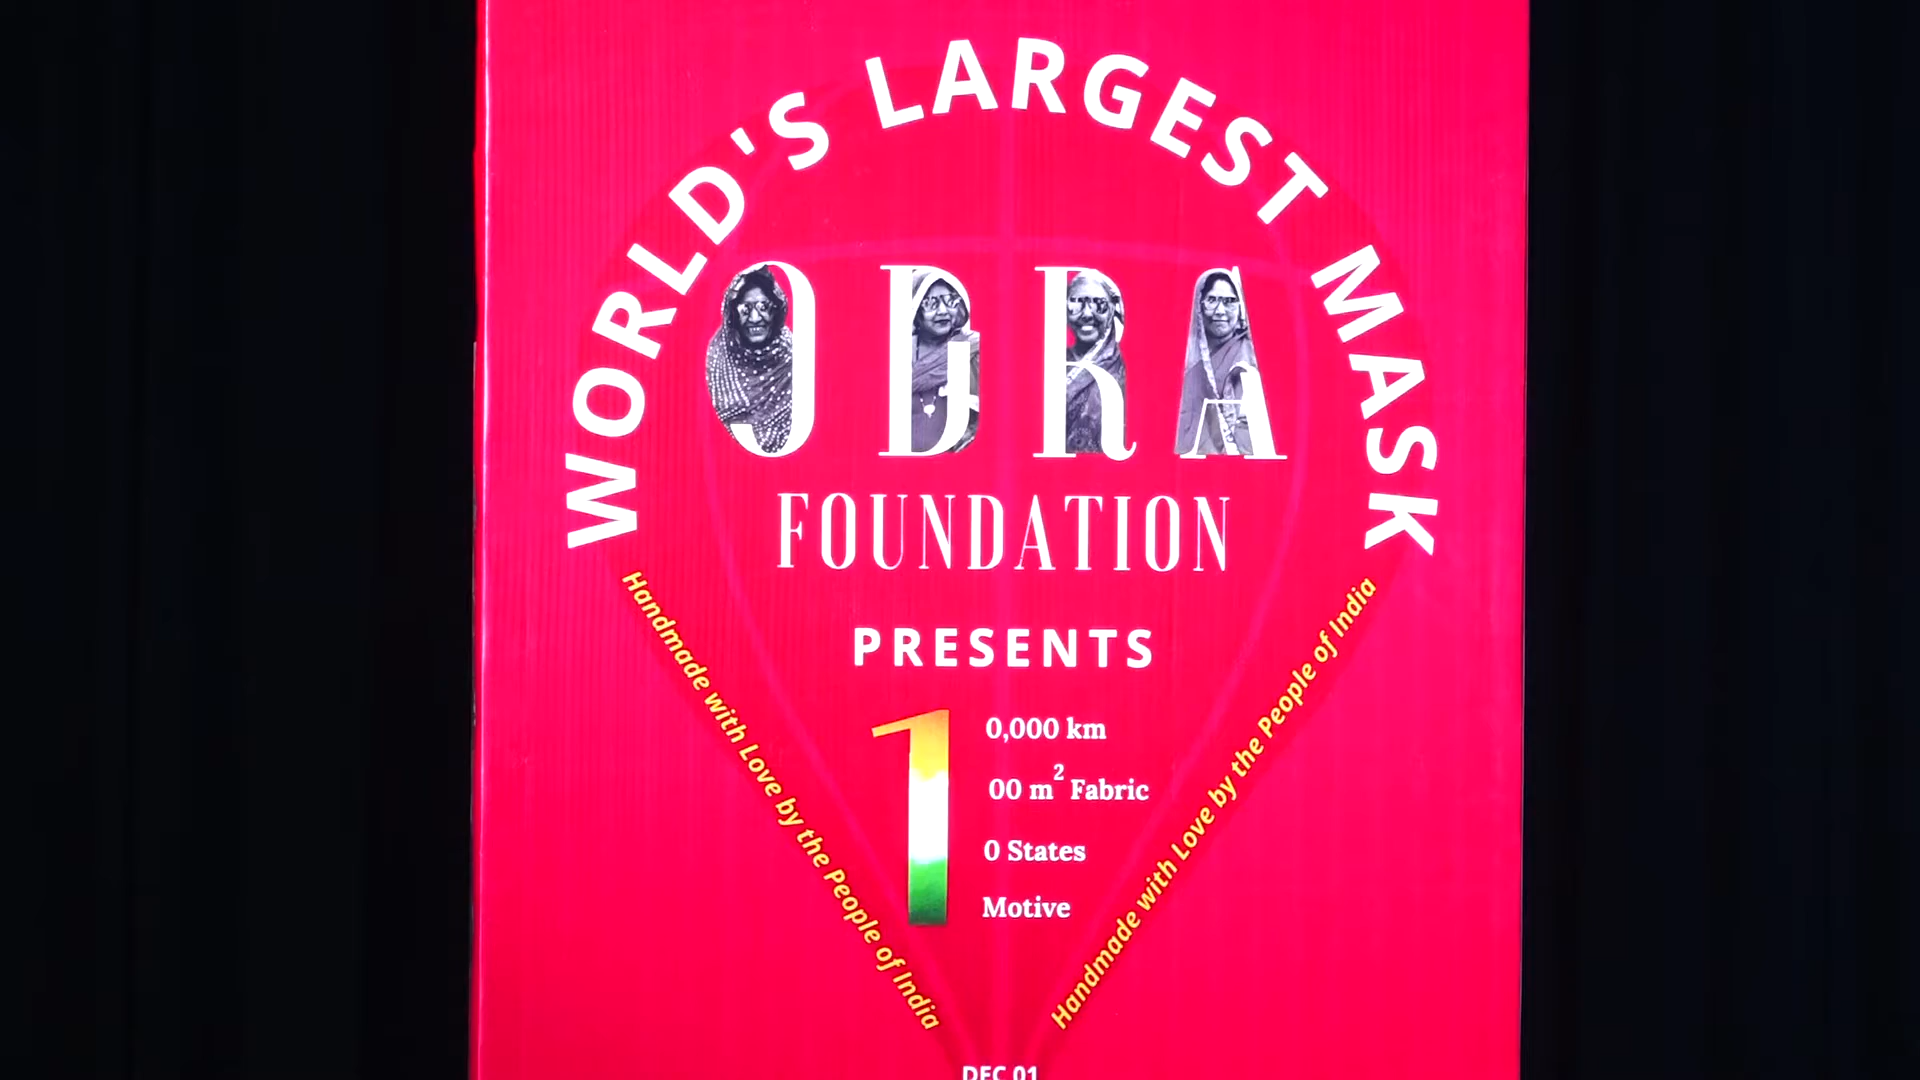 WORLD'S LARGEST MASK
ODRA
FOUNDATION
PRESENTS
1
0,000 km
00 m² Fabric
0 States
Motive
Handmade with Love by the People of India
Handmade with Love by the People of India
DEC 01